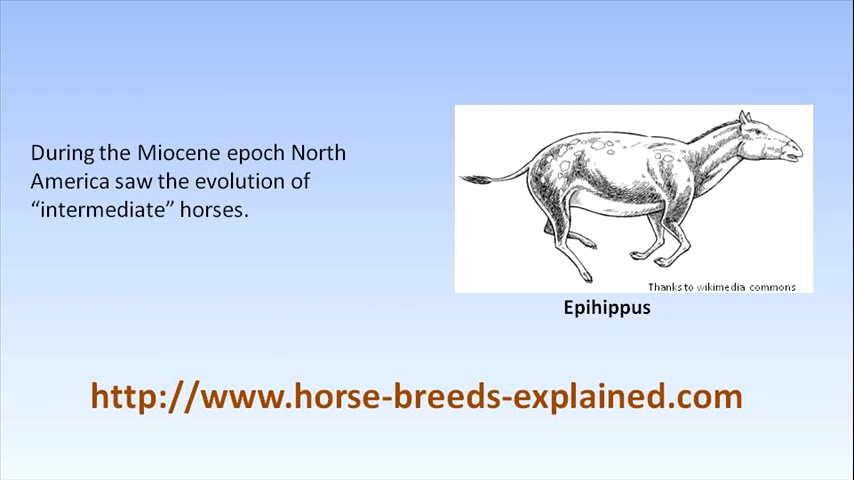 During the Miocene epoch North
America saw the evolution of
“intermediate” horses.
Thanks to wikimedia commons
Epihippus
http://www.horse-breeds-explained.com